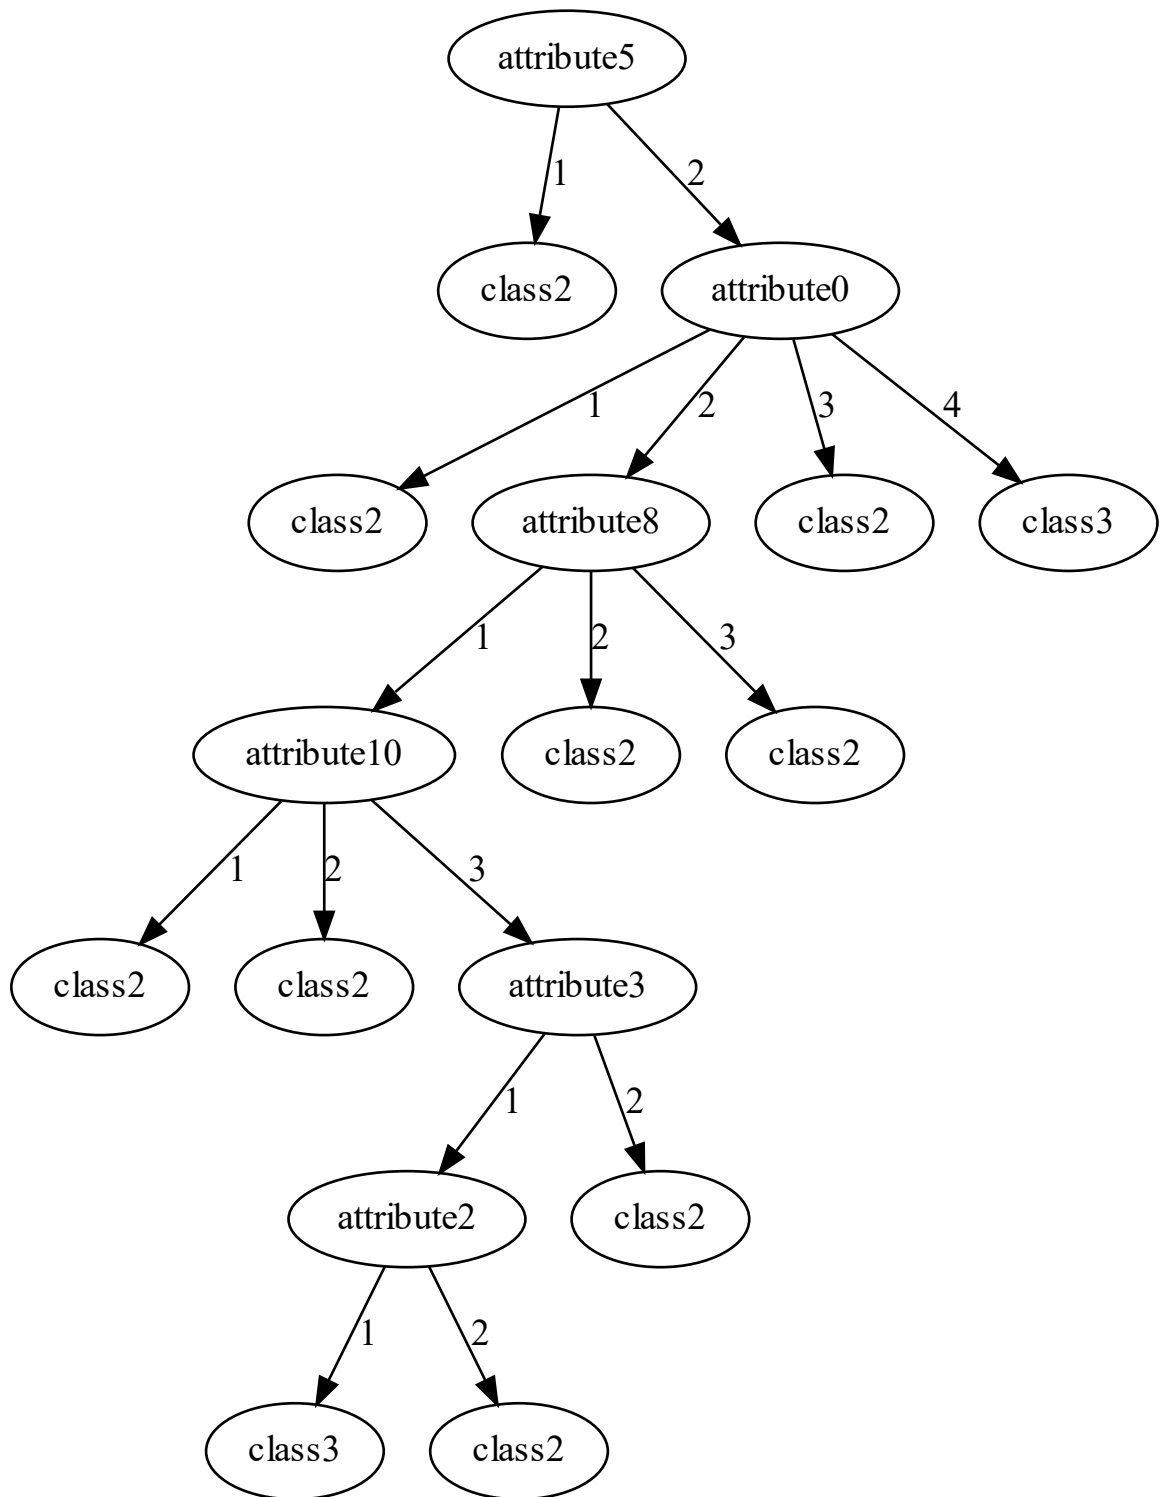 attribute5
1
2
class2
attribute0
1
2
3
4
class2
attribute8
class2
class3
1
2
3
attribute10
class2
class2
1
2
3
class2
class2
attribute3
1
2
attribute2
class2
1
2
class3
class2